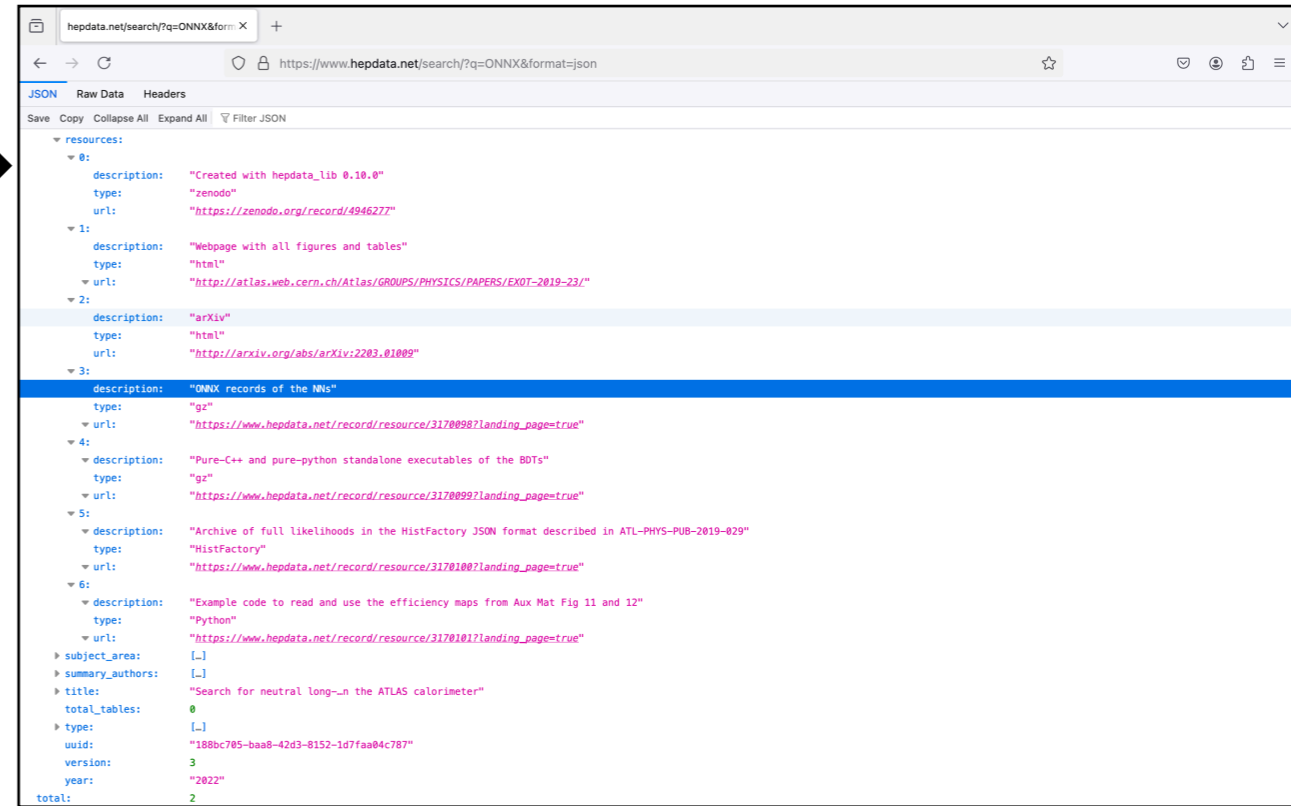 hepdata.net/search/?q=ONNX&form
https://www.hepdata.net/search/?q=ONNX&format=json
JSON Raw Data Headers
Save Copy Collapse All Expand All Filter JSON
resources:
0:
description: "Created with hepdata_lib 0.10.0"
type: "zenodo"
url: "https://zenodo.org/record/4946277"
1:
description: "Webpage with all figures and tables"
type: "html"
url: "http://atlas.web.cern.ch/Atlas/GROUPS/PHYSICS/PAPERS/EXOT-2019-23/"
2:
description: "arXiv"
type: "html"
url: "http://arxiv.org/abs/arXiv:2203.01009"
3:
description: "ONNX records of the NNs"
type: "gz"
url: "https://www.hepdata.net/record/resource/3170098?landing_page=true"
4:
description: "Pure-C++ and pure-python standalone executables of the BDTs"
type: "gz"
url: "https://www.hepdata.net/record/resource/3170099?landing_page=true"
5:
description: "Archive of full likelihoods in the HistFactory JSON format described in ATL-PHYS-PUB-2019-029"
type: "HistFactory"
url: "https://www.hepdata.net/record/resource/3170100?landing_page=true"
6:
description: "Example code to read and use the efficiency maps from Aux Mat Fig 11 and 12"
type: "Python"
url: "https://www.hepdata.net/record/resource/3170101?landing_page=true"
subject_area: […]
summary_authors: […]
title: "Search for neutral long-…n the ATLAS calorimeter"
total_tables: 0
type: […]
uuid: "188bc705-baa8-42d3-8152-1d7faa04c787"
version: 3
year: "2022"
total: 2